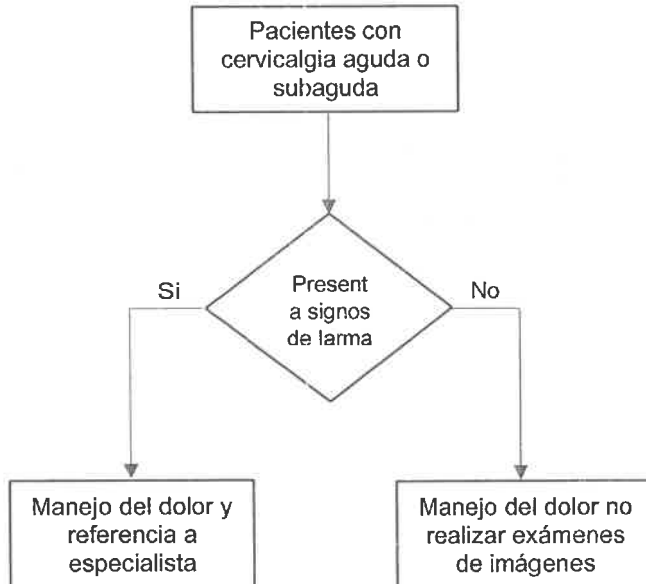 Pacientes con
cervicalgia aguda o
subaguda
Present
a signos
de larma
Si
No
Manejo del dolor y
referencia a
especialista
Manejo del dolor no
realizar exámenes
de imágenes